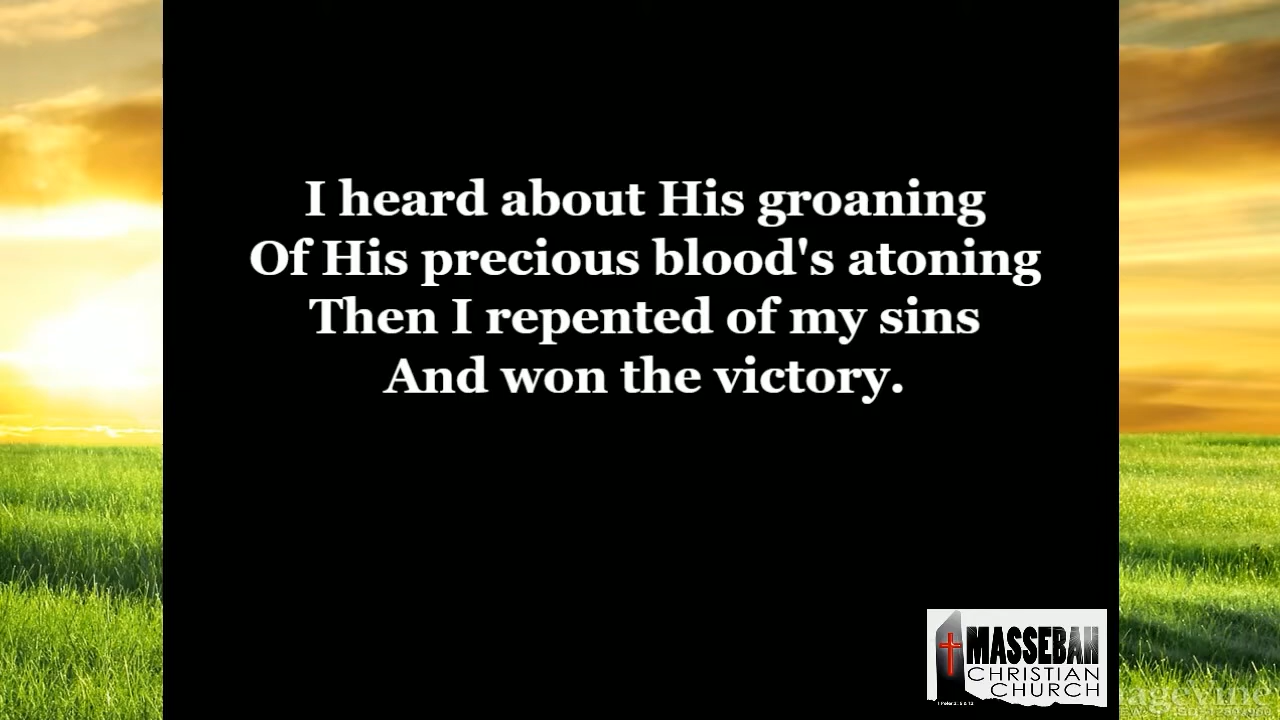 I heard about His groaning
Of His precious blood's atoning
Then I repented of my sins
And won the victory.
MASSEBAH
CHRISTIAN
CHURCH